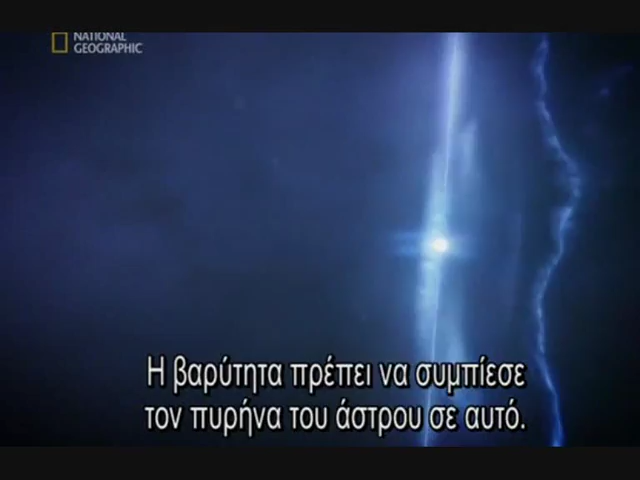 NATIONAL
GEOGRAPHIC
Η βαρύτητα πρέπει να συμπίεσε
τον πυρήνα του άστρου σε αυτό.